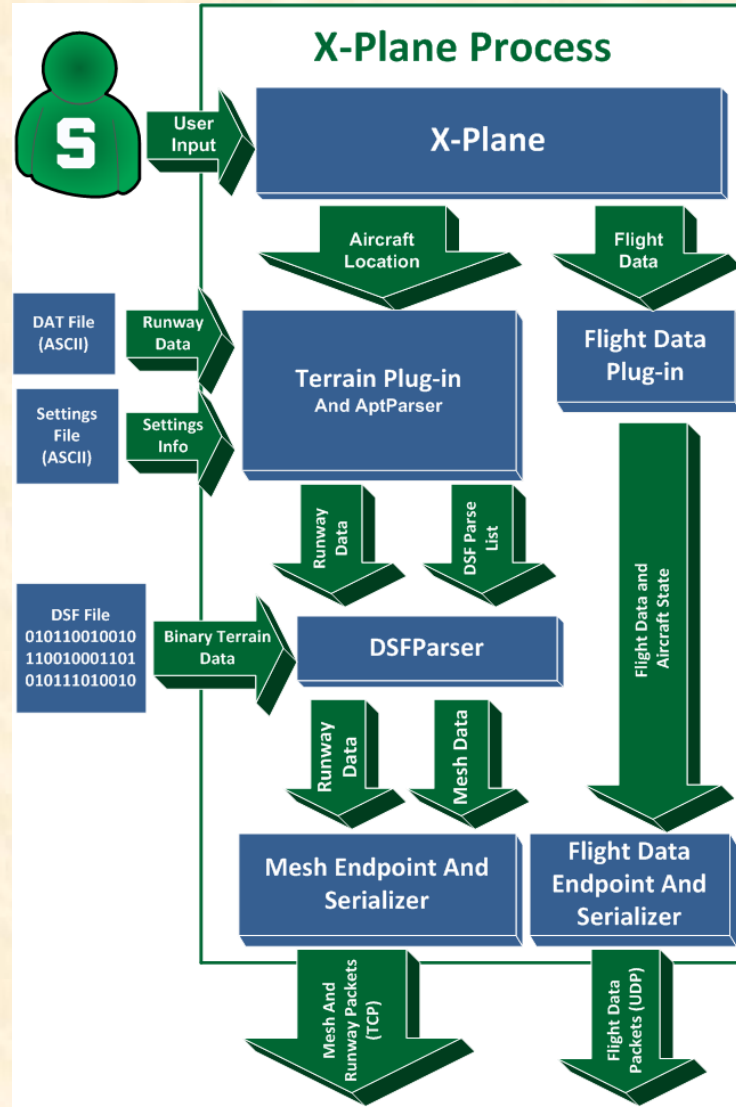 X-Plane Process
S
User
Input
X-Plane
Aircraft
Location
Flight
Data
DAT File
(ASCII)
Runway
Data
Terrain Plug-in
And AptParser
Flight Data
Plug-in
Settings
File
(ASCII)
Settings
Info
Runway
Data
DSF Parse
List
Flight Data and
Aircraft State
DSF File
010110010010
110010001101
010111010010
Binary Terrain
Data
DSFParser
Runway
Data
Mesh Data
Mesh Endpoint And
Serializer
Flight Data
Endpoint And
Serializer
Mesh And
Runway Packets
(TCP)
Flight Data
Packets (UDP)